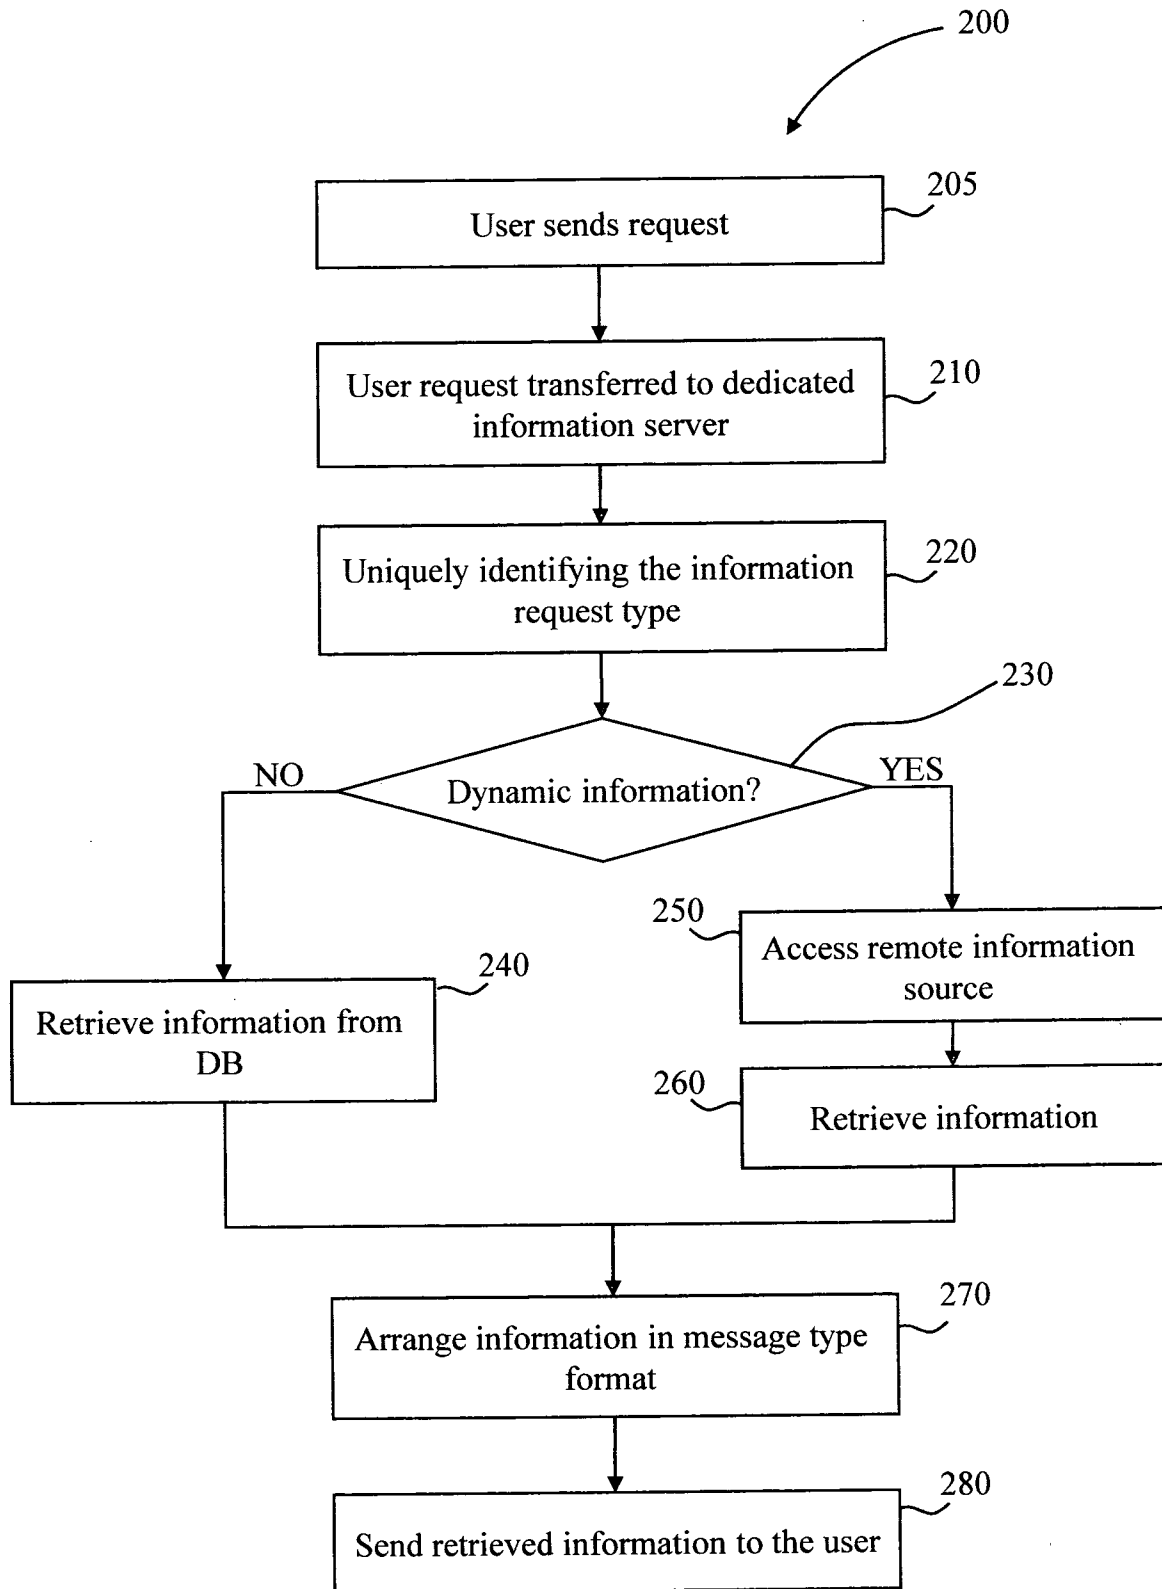 200
205
User sends request
210
User request transferred to dedicated
information server
220
Uniquely identifying the information
request type
230
NO
YES
Dynamic information?
250
Access remote information
source
240
Retrieve information from
DB
260
Retrieve information
270
Arrange information in message type
format
280
Send retrieved information to the user